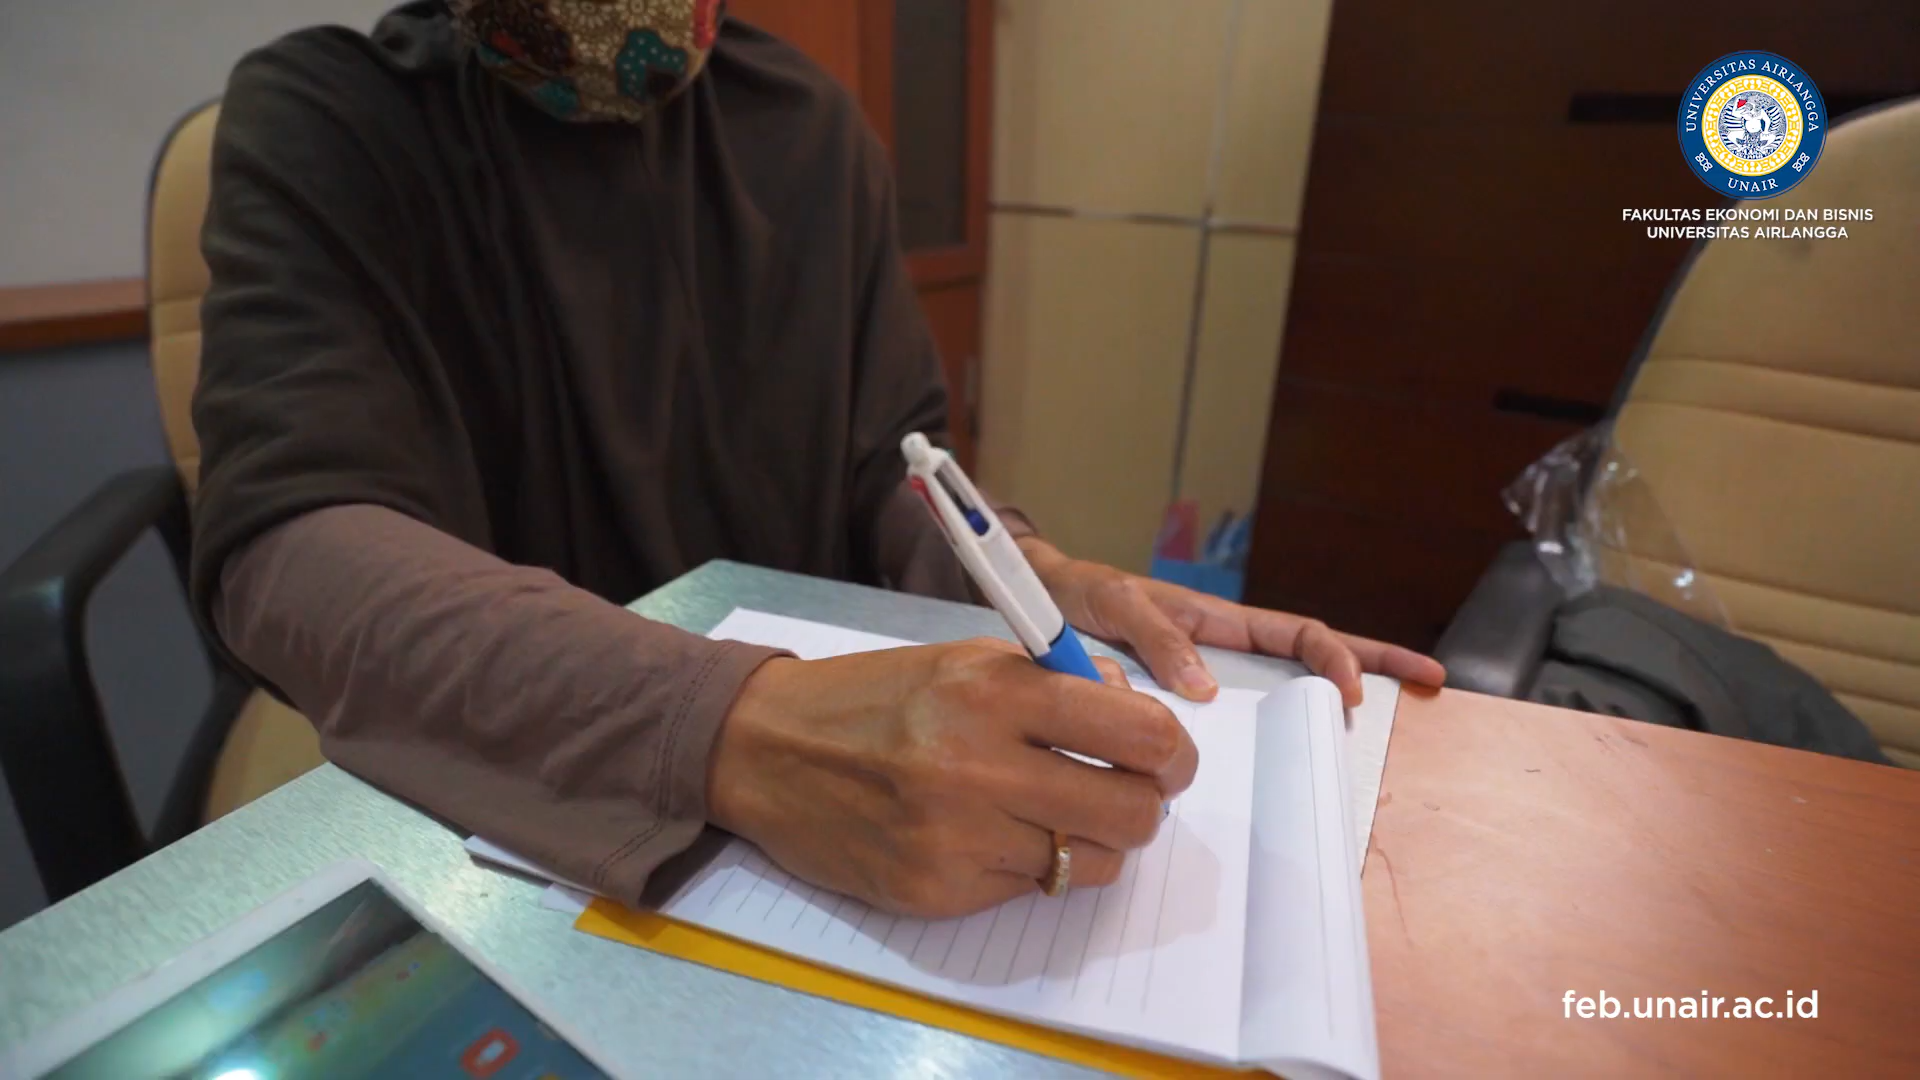 UNIVERSITAS AIRLANGGA
UNAIR
FAKULTAS EKONOMI DAN BISNIS
UNIVERSITAS AIRLANGGA
feb.unair.ac.id